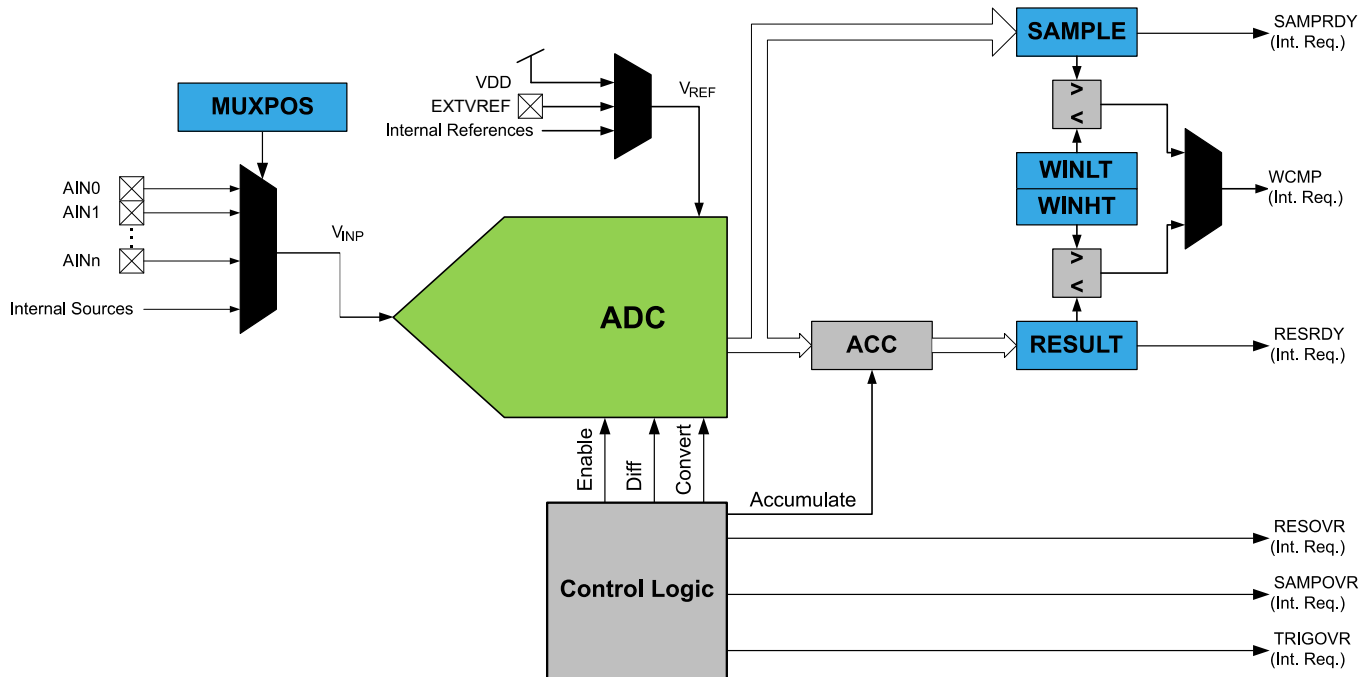 SAMPLE
SAMPRDY
(Int. Req.)
VDD
EXTVREF
Internal References
VREF
MUXPOS
>
<
AIN0
AIN1
AINn
Internal Sources
VINP
WINLT
WINHT
WCMP
(Int. Req.)
>
<
ADC
ACC
RESULT
RESRDY
(Int. Req.)
Enable
Diff
Convert
Accumulate
Control Logic
RESOVR
(Int. Req.)
SAMPOVR
(Int. Req.)
TRIGOVR
(Int. Req.)